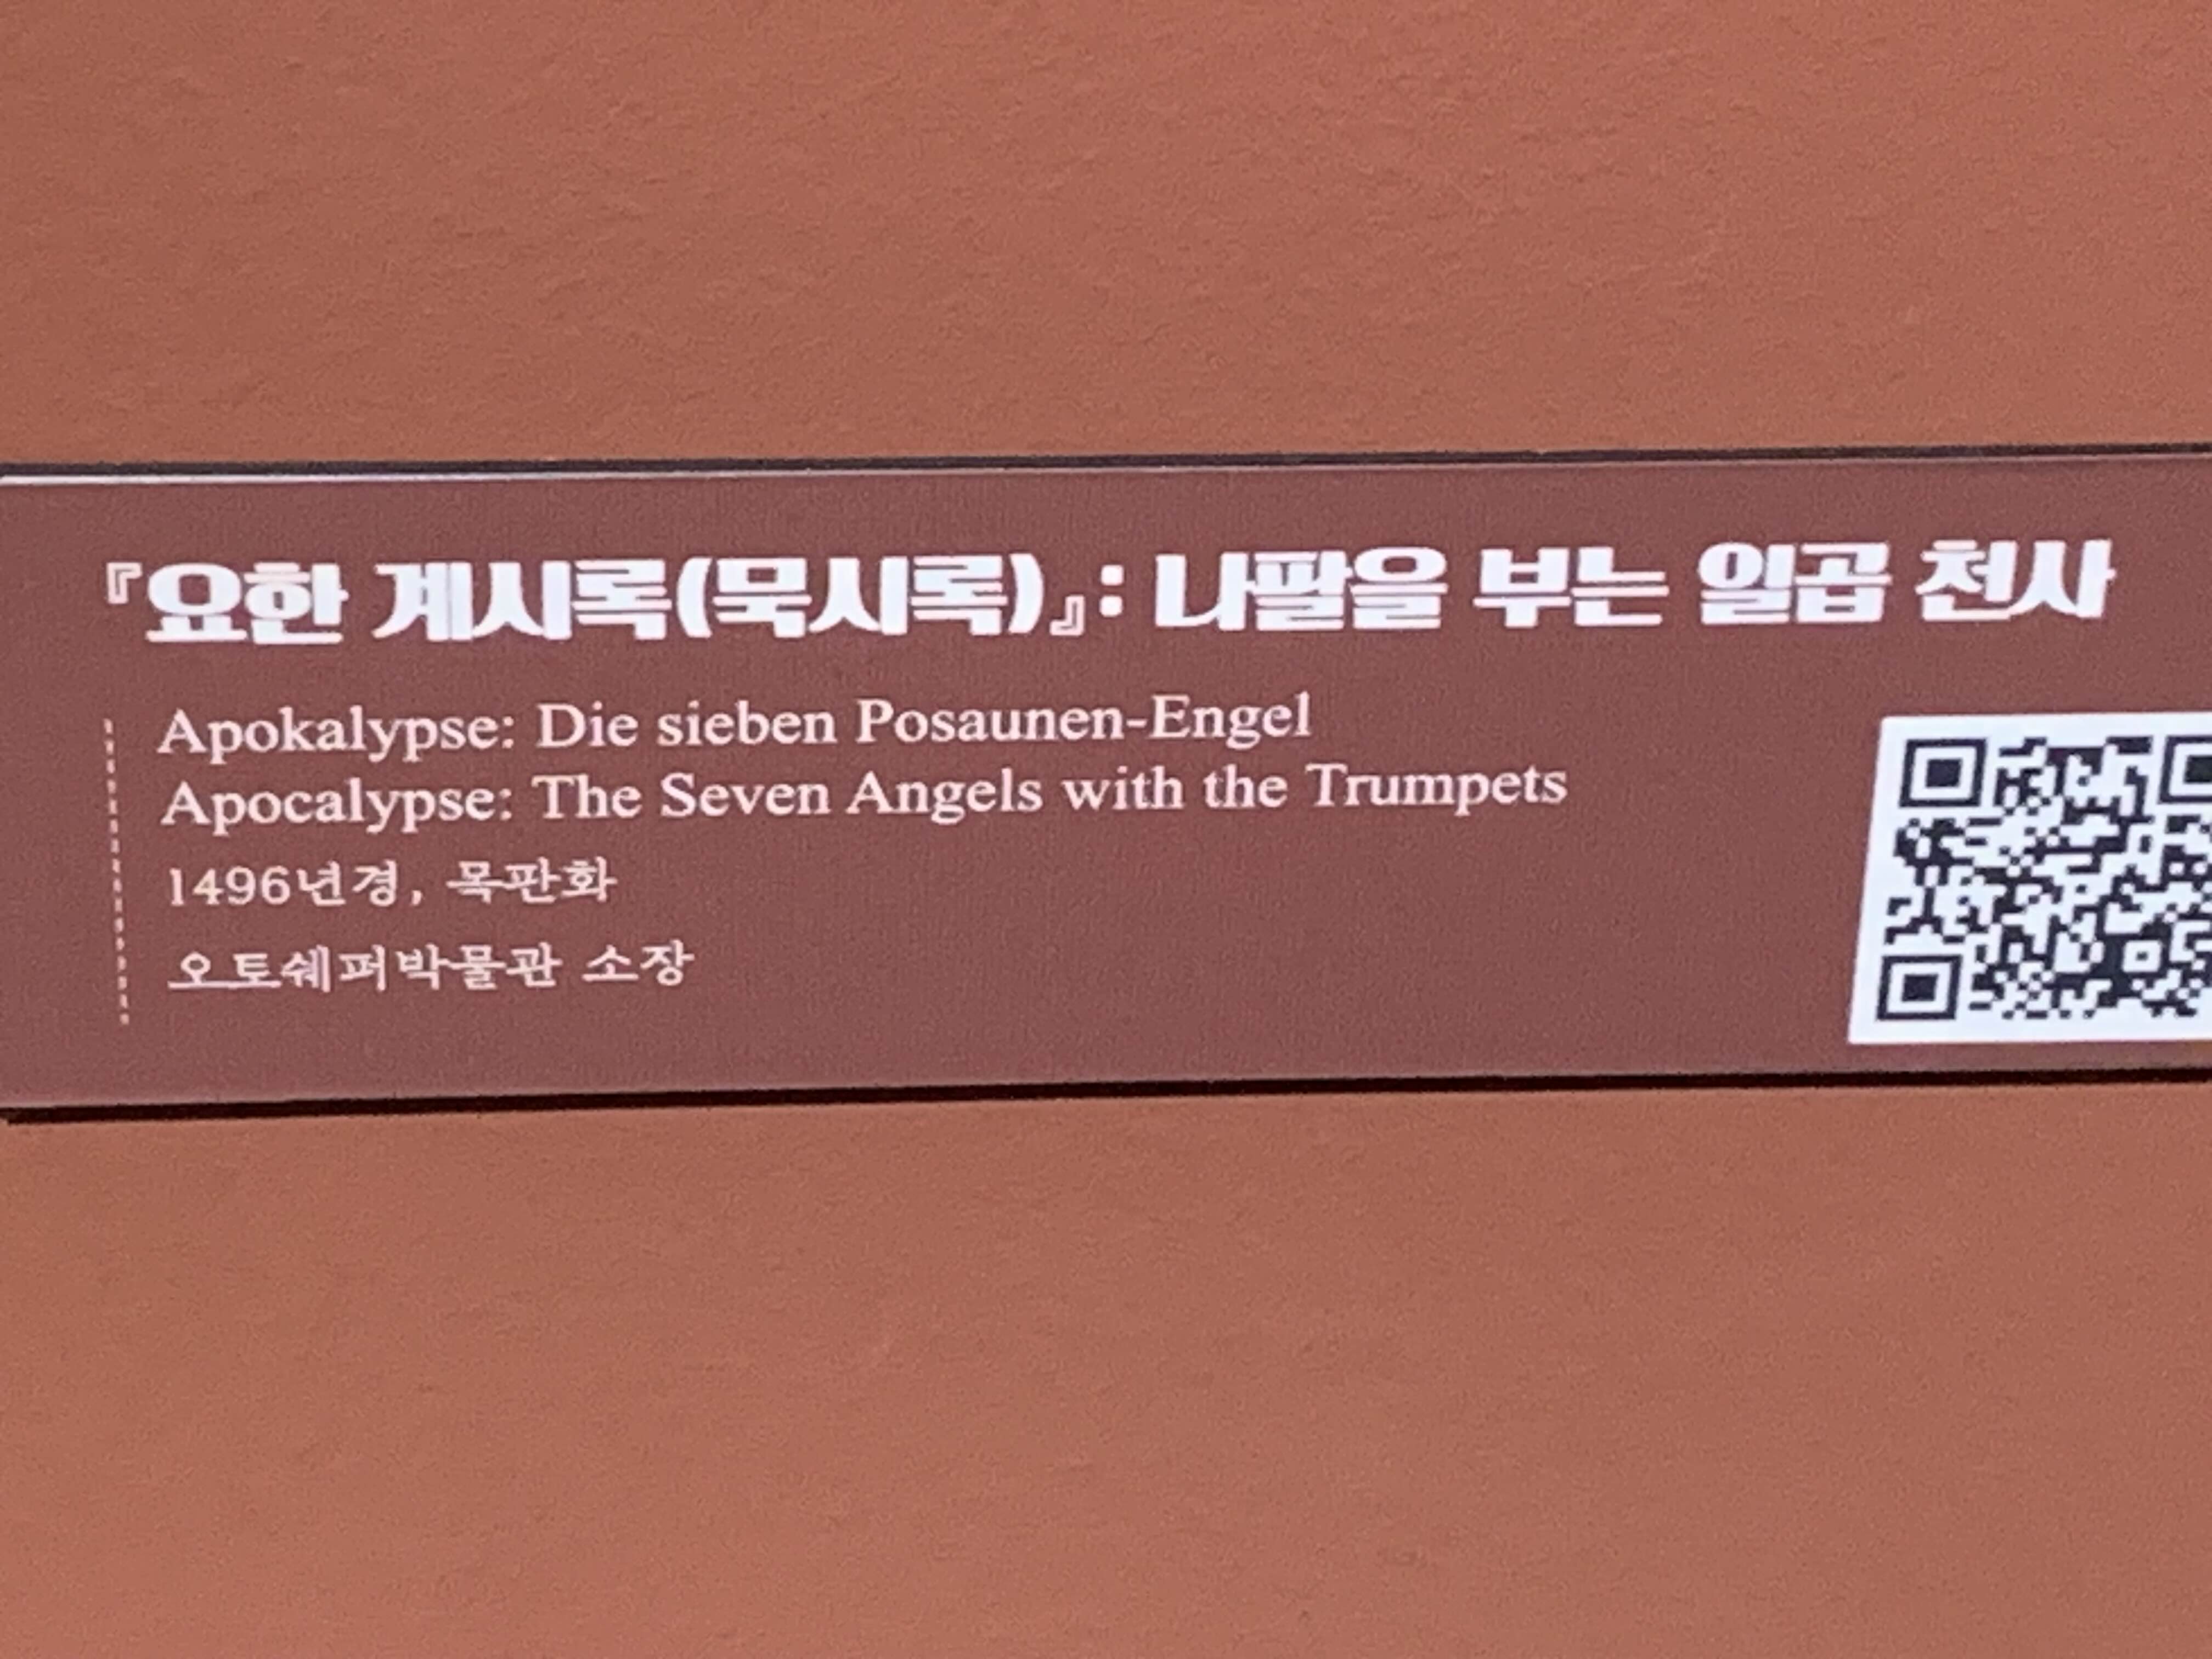 『요한 계시록(묵시록)』: 나팔을 부는 일곱 천사
Apokalypse: Die sieben Posaunen-Engel
Apocalypse: The Seven Angels with the Trumpets
1496년경, 목판화
오토쉐퍼박물관 소장